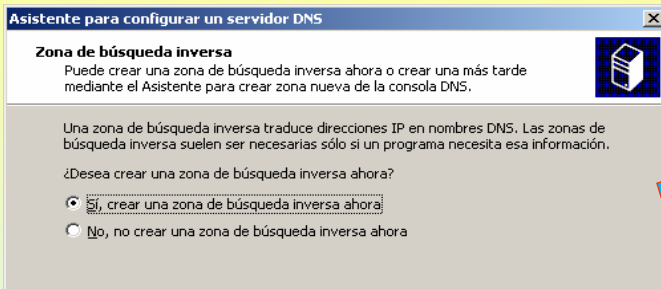 Asistente para configurar un servidor DNS
Zona de búsqueda inversa
Puede crear una zona de búsqueda inversa ahora o crear una más tarde
mediante el Asistente para crear zona nueva de la consola DNS.
Una zona de búsqueda inversa traduce direcciones IP en nombres DNS. Las zonas de
búsqueda inversa suelen ser necesarias sólo si un programa necesita esa información.
¿Desea crear una zona de búsqueda inversa ahora?
Sí, crear una zona de búsqueda inversa ahora
No, no crear una zona de búsqueda inversa ahora